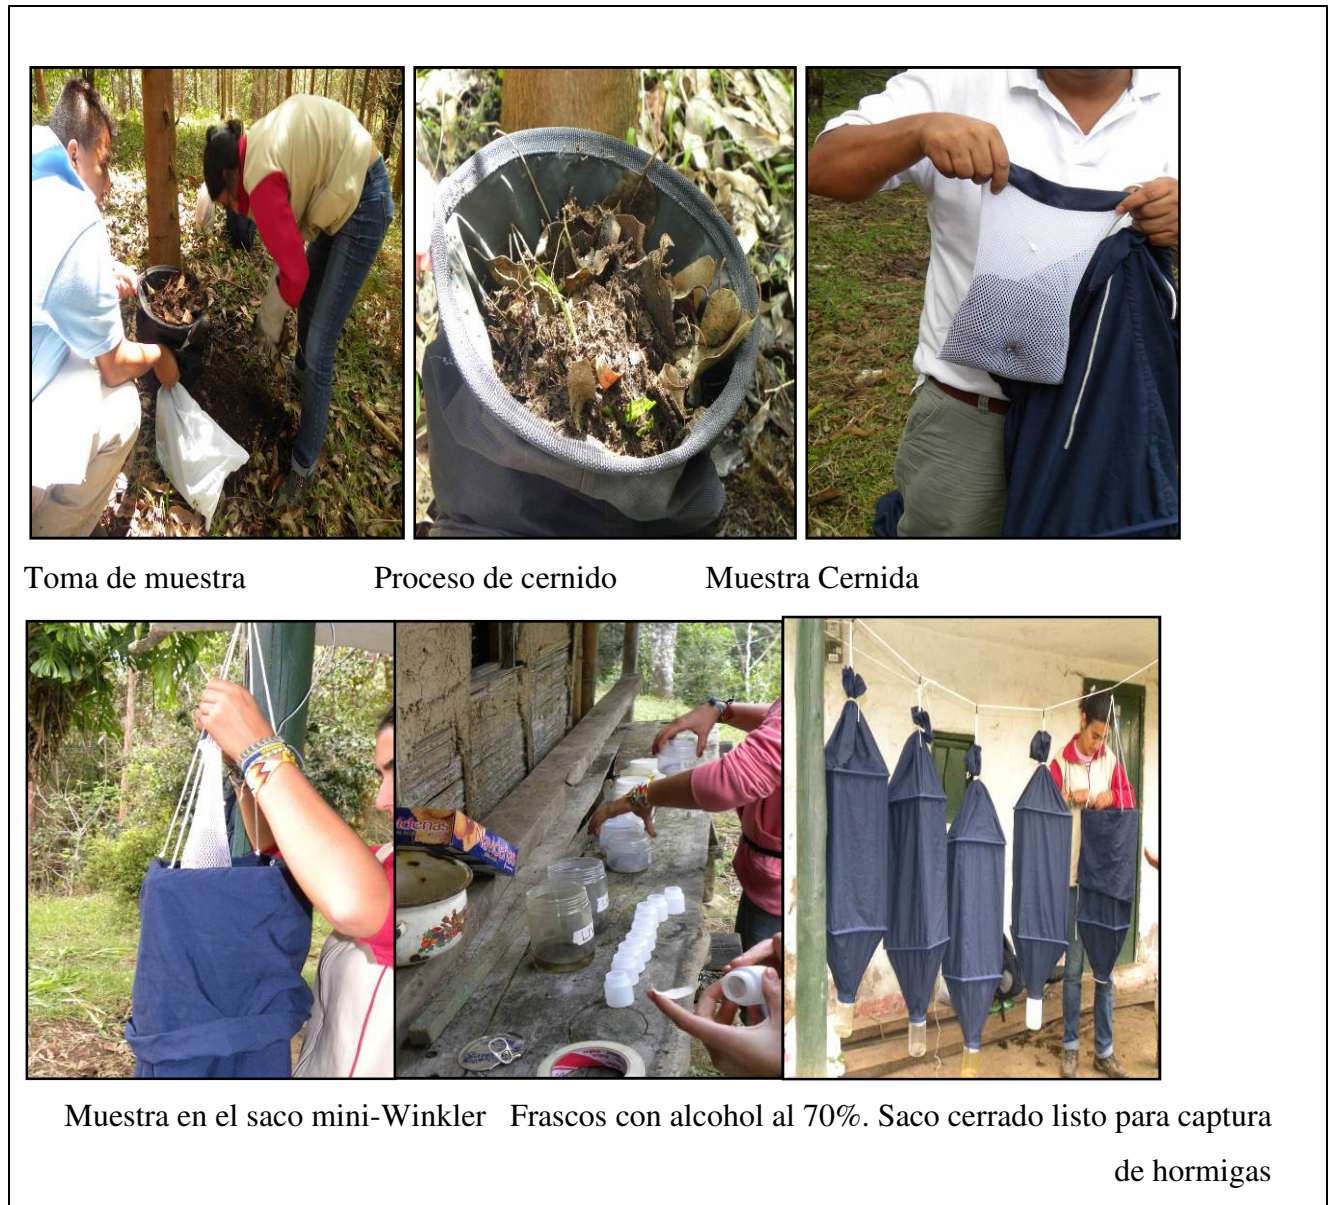 Toma de muestra
Proceso de cernido
Muestra Cernida
Navideñas
Muestra en el saco mini-Winkler
Frascos con alcohol al 70%.
Saco cerrado listo para captura
de hormigas